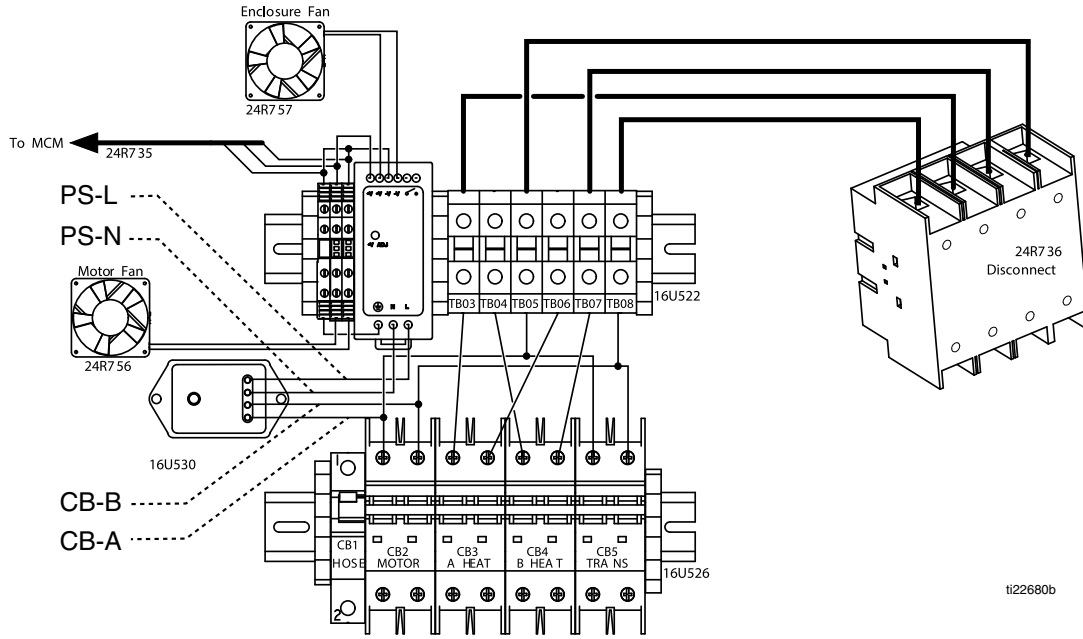 Enclosure Fan
24R757
To MCM
24R735
PS-L
PS-N
Motor Fan
24R756
N L
TB03 TB04 TB05 TB06 TB07 TB08
16U522
24R736
Disconnect
16U530
CB-B
CB-A
1
CB1
HOSE
2
CB2
MOTOR
CB3
A HEAT
CB4
B HEAT
CB5
TRANS
16U526
ti22680b